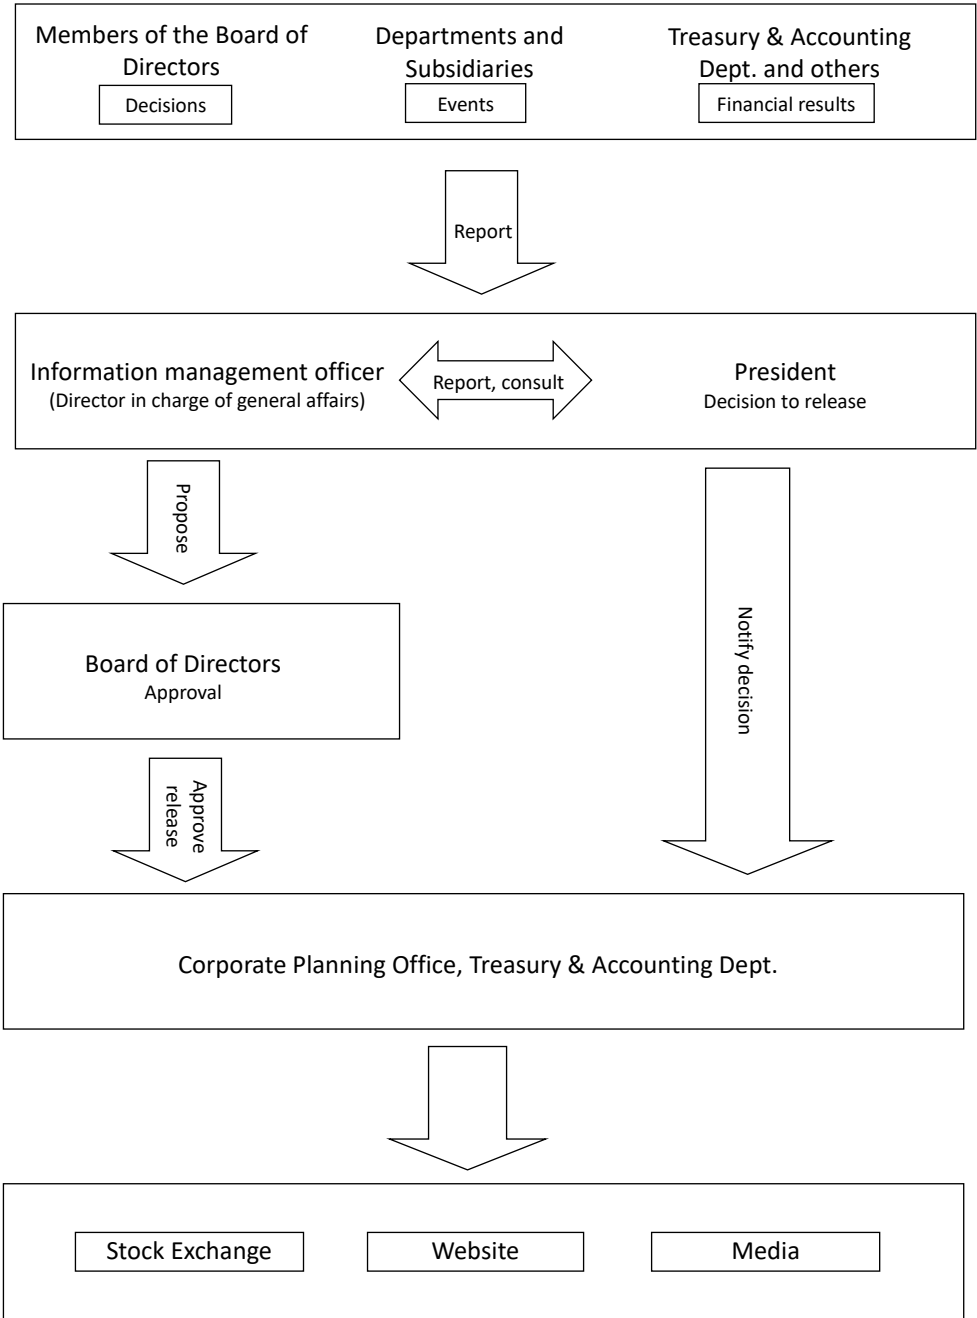 Members of the Board of
Directors
Decisions
Departments and
Subsidiaries
Events
Treasury & Accounting
Dept. and others
Financial results
Report
Information management officer
(Director in charge of general affairs)
Report, consult
President
Decision to release
Propose
Notify decision
Board of Directors
Approval
Approve
release
Corporate Planning Office, Treasury & Accounting Dept.
Stock Exchange
Website
Media